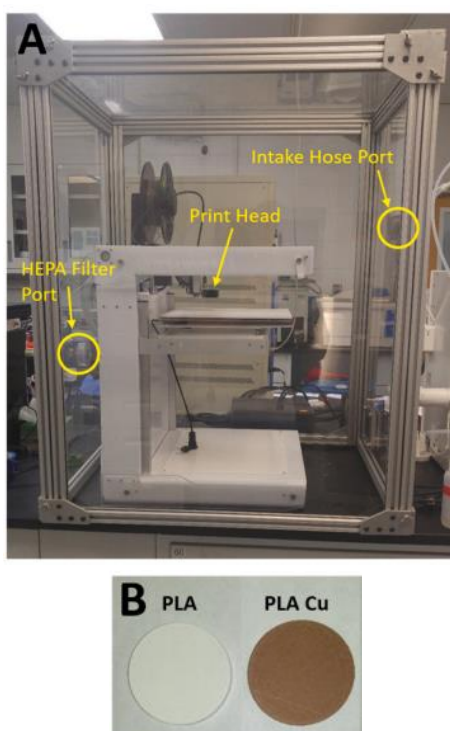 A
Intake Hose Port
Print Head
HEPA Filter
Port
B
PLA
PLA Cu